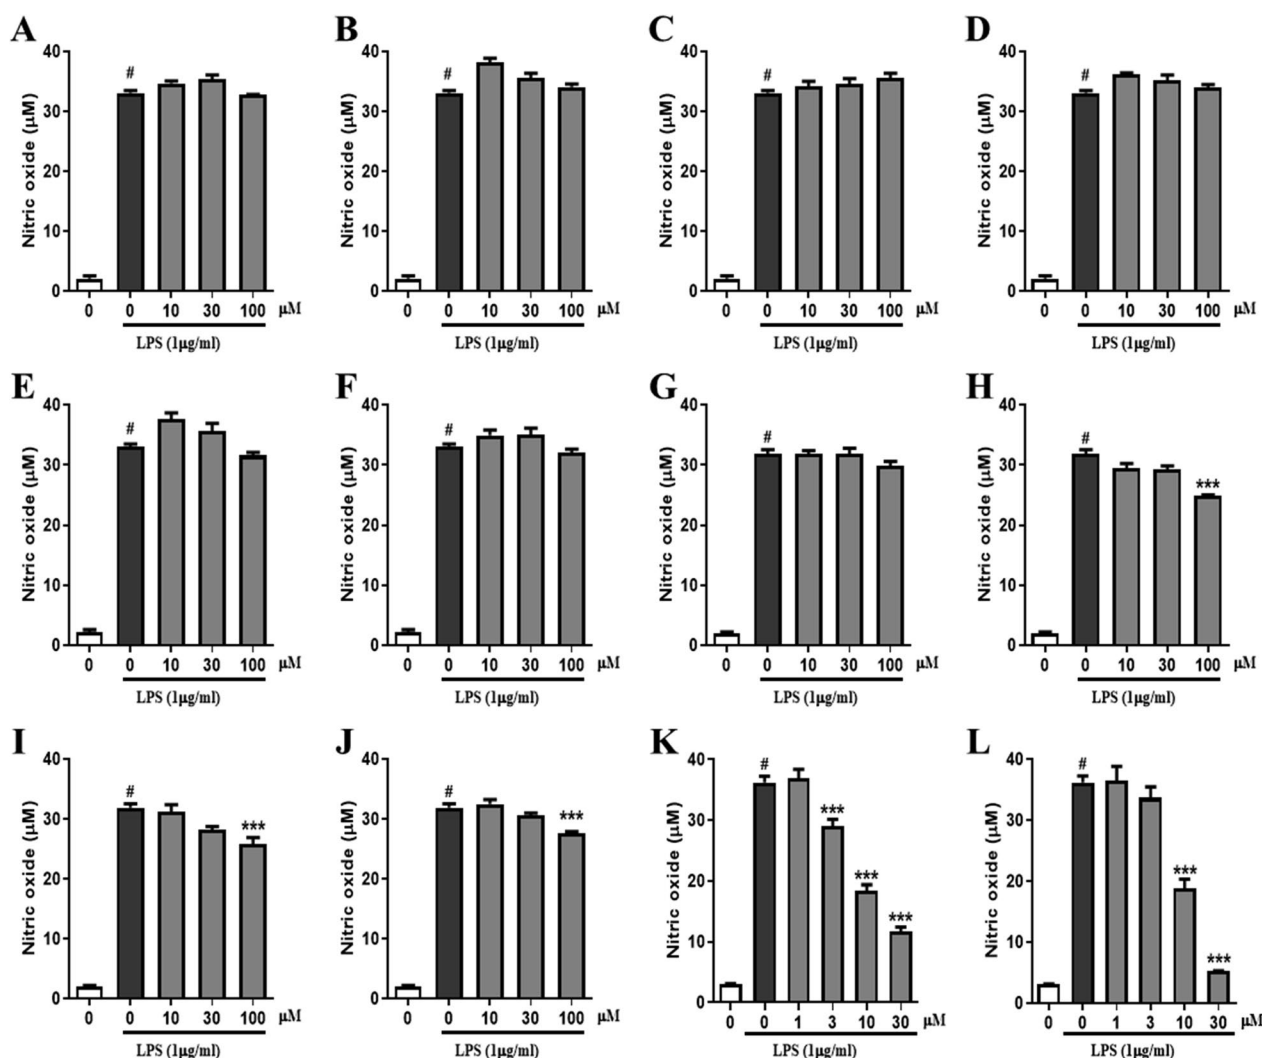 A
40
30
20
10
0
Nitric oxide (μM)
#
0 0 10 30 100 μM
LPS (1μg/ml)
B
40
30
20
10
0
Nitric oxide (μM)
#
0 0 10 30 100 μM
LPS (1μg/ml)
C
40
30
20
10
0
Nitric oxide (μM)
#
0 0 10 30 100 μM
LPS (1μg/ml)
D
40
30
20
10
0
Nitric oxide (μM)
#
0 0 10 30 100 μM
LPS (1μg/ml)
E
40
30
20
10
0
Nitric oxide (μM)
#
0 0 10 30 100 μM
LPS (1μg/ml)
F
40
30
20
10
0
Nitric oxide (μM)
#
0 0 10 30 100 μM
LPS (1μg/ml)
G
40
30
20
10
0
Nitric oxide (μM)
#
0 0 10 30 100 μM
LPS (1μg/ml)
H
40
30
20
10
0
Nitric oxide (μM)
#
***
0 0 10 30 100 μM
LPS (1μg/ml)
I
40
30
20
10
0
Nitric oxide (μM)
#
***
0 0 10 30 100 μM
LPS (1μg/ml)
J
40
30
20
10
0
Nitric oxide (μM)
#
***
0 0 10 30 100 μM
LPS (1μg/ml)
K
40
30
20
10
0
Nitric oxide (μM)
#
***
***
***
0 0 1 3 10 30 μM
LPS (1μg/ml)
L
40
30
20
10
0
Nitric oxide (μM)
#
***
***
0 0 1 3 10 30 μM
LPS (1μg/ml)